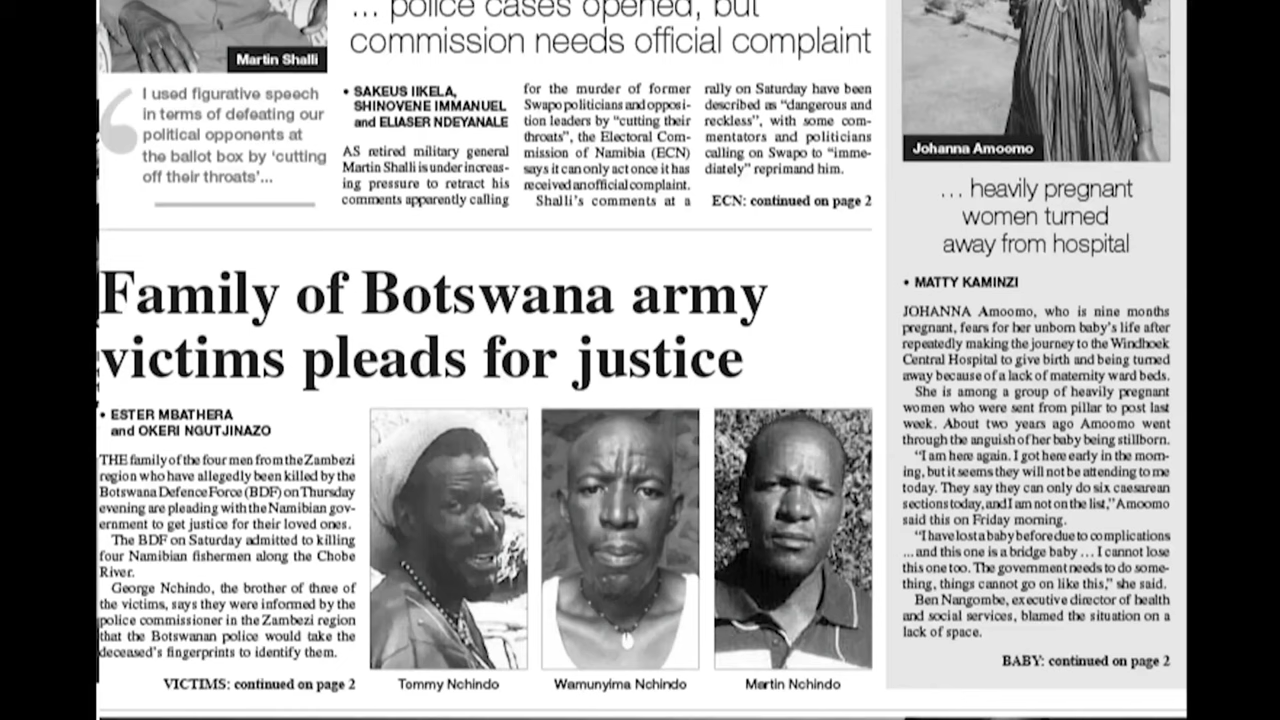 ... police cases opened, but
commission needs official complaint
Martin Shalli
I used figurative speech
in terms of defeating our
political opponents at
the ballot box by ‘cutting
off their throats’...
• SAKEUS IIKELA,
SHINOVENE IMMANUEL
and ELIASER NDEYANALE
AS retired military general
Martin Shalli is under increas-
ing pressure to retract his
comments apparently calling
for the murder of former
Swapo politicians and opposi-
tion leaders by “cutting their
throats”, the Electoral Com-
mission of Namibia (ECN)
says it can only act once it has
received an official complaint.
Shalli’s comments at a
rally on Saturday have been
described as “dangerous and
reckless”, with some com-
mentators and politicians
calling on Swapo to “imme-
diately” reprimand him.
ECN: continued on page 2
Family of Botswana army
victims pleads for justice
• ESTER MBATHERA
and OKERI NGUTJINAZO
THE family of the four men from the Zambezi
region who have allegedly been killed by the
Botswana Defence Force (BDF) on Thursday
evening are pleading with the Namibian gov-
ernment to get justice for their loved ones.
The BDF on Saturday admitted to killing
four Namibian fishermen along the Chobe
River.
George Nchindo, the brother of three of
the victims, says they were informed by the
police commissioner in the Zambezi region
that the Botswanan police would take the
deceased’s fingerprints to identify them.
VICTIMS: continued on page 2
Tommy Nchindo
Wamunyima Nchindo
Martin Nchindo
Johanna Amoomo
... heavily pregnant
women turned
away from hospital
• MATTY KAMINZI
JOHANNA Amoomo, who is nine months
pregnant, fears for her unborn baby’s life after
repeatedly making the journey to the Windhoek
Central Hospital to give birth and being turned
away because of a lack of maternity ward beds.
She is among a group of heavily pregnant
women who were sent from pillar to post last
week. About two years ago Amoomo went
through the anguish of her baby being stillborn.
“I am here again. I got here early in the morn-
ing, but it seems they will not be attending to me
today. They say they can only do six caesarean
sections today, and I am not on the list,” Amoomo
said this on Friday morning.
“I have lost a baby before due to complications
... and this one is a bridge baby ... I cannot lose
this one too. The government needs to do some-
thing, things cannot go on like this,” she said.
Ben Nangombe, executive director of health
and social services, blamed the situation on a
lack of space.
BABY: continued on page 2